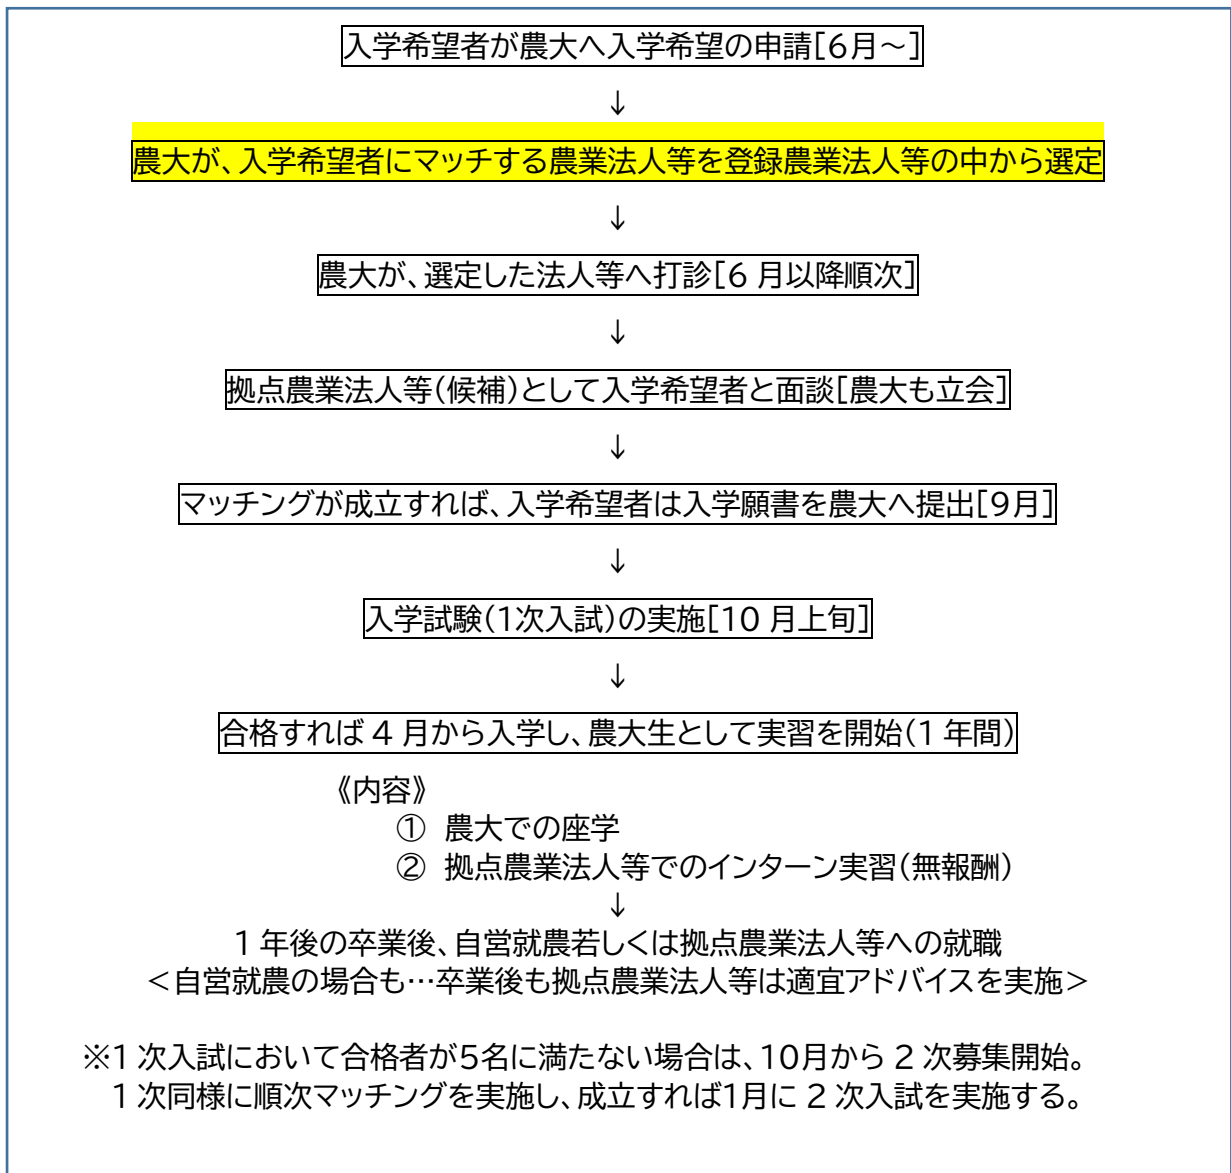 入学希望者が農大へ入学希望の申請[6月~]
↓
農大が、入学希望者にマッチする農業法人等を登録農業法人等の中から選定
↓
農大が、選定した法人等へ打診[6 月以降順次]
↓
拠点農業法人等(候補)として入学希望者と面談[農大も立会]
↓
マッチングが成立すれば、入学希望者は入学願書を農大へ提出[9月]
↓
入学試験(1次入試)の実施[10 月上旬]
↓
合格すれば 4 月から入学し、農大生として実習を開始(1 年間)
《内容》
① 農大での座学
② 拠点農業法人等でのインターン実習(無報酬)
↓
1 年後の卒業後、自営就農若しくは拠点農業法人等への就職
<自営就農の場合も…卒業後も拠点農業法人等は適宜アドバイスを実施>
※1 次入試において合格者が5名に満たない場合は、10月から 2 次募集開始。
1 次同様に順次マッチングを実施し、成立すれば1月に 2 次入試を実施する。